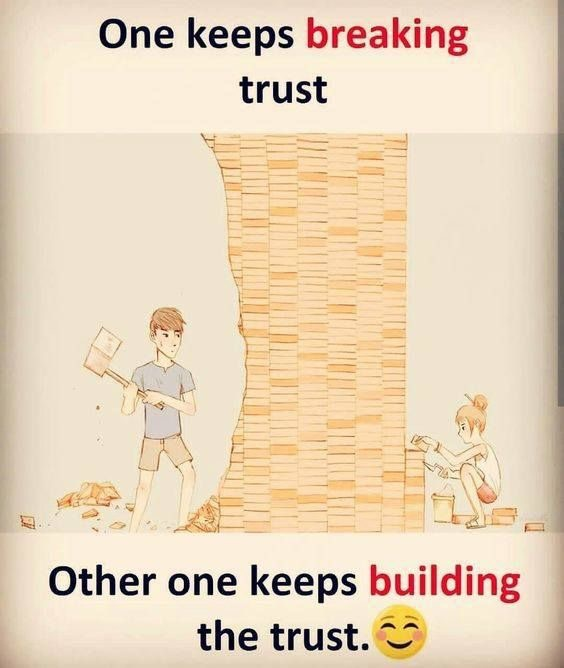 One keeps breaking
trust
Other one keeps building
the trust.😊